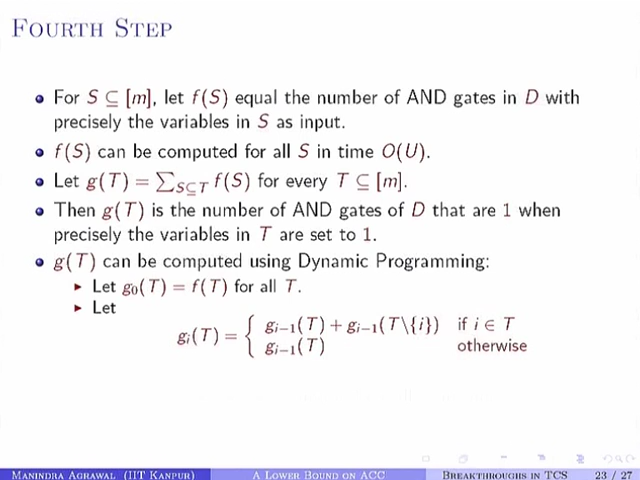 FOURTH STEP
• For S ⊆ [m], let f(S) equal the number of AND gates in D with
precisely the variables in S as input.
• f(S) can be computed for all S in time O(U).
• Let g(T) = ∑_{S⊆T} f(S) for every T ⊆ [m].
• Then g(T) is the number of AND gates of D that are 1 when
precisely the variables in T are set to 1.
• g(T) can be computed using Dynamic Programming:
▶ Let g₀(T) = f(T) for all T.
▶ Let
g_i(T) = { g_{i−1}(T) + g_{i−1}(T\{i}) if i ∈ T
g_{i−1}(T) otherwise
MANINDRA AGRAWAL (IIT KANPUR) A LOWER BOUND ON ACC BREAKTHROUGHS IN TCS 23 / 27